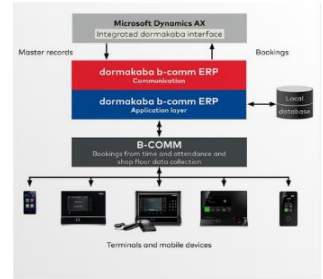 Microsoft Dynamics AX
Integrated dormakaba interface
Master records
Bookings
dormakaba b-comm ERP
Communication
dormakaba b-comm ERP
Application layer
Local
database
B-COMM
Bookings from time and attendance and
shop floor data collection
Terminals and mobile devices